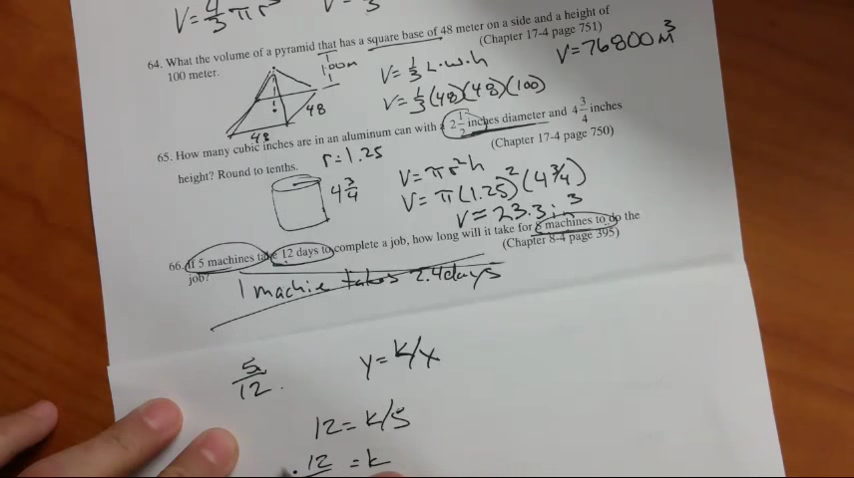 V = 4/3 πr³
64. What the volume of a pyramid that has a square base of 48 meter on a side and a height of
100 meter.
(Chapter 17-4 page 751)
100m
48
48
V = 1/3 L·w·h
V = 1/3 (48)(48)(100)
V = 76800 M³
65. How many cubic inches are in an aluminum can with a 2 1/2 inches diameter and 4 3/4 inches
height? Round to tenths.
(Chapter 17-4 page 750)
r = 1.25
4 3/4
V = πr²h
V = π(1.25)²(4 3/4)
V = 23.3 in³
66. If 5 machines take 12 days to complete a job, how long will it take for 8 machines to do the
job?
(Chapter 8-4 page 395)
1 machine takes 2.4 days
5/12
y = k/x
12 = k/5
. 12 = k